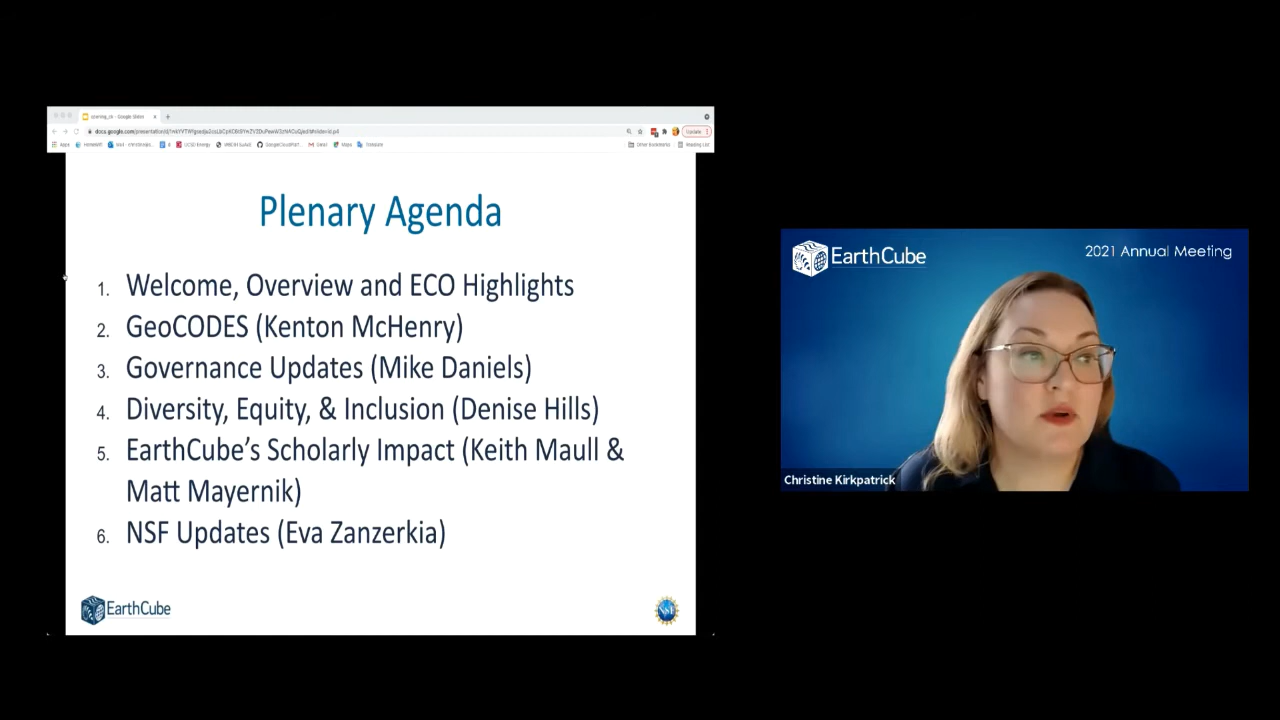 Plenary Agenda
1. Welcome, Overview and ECO Highlights
2. GeoCODES (Kenton McHenry)
3. Governance Updates (Mike Daniels)
4. Diversity, Equity, & Inclusion (Denise Hills)
5. EarthCube’s Scholarly Impact (Keith Maull &
Matt Mayernik)
6. NSF Updates (Eva Zanzerkia)
EarthCube
NSF
EarthCube
2021 Annual Meeting
Christine Kirkpatrick